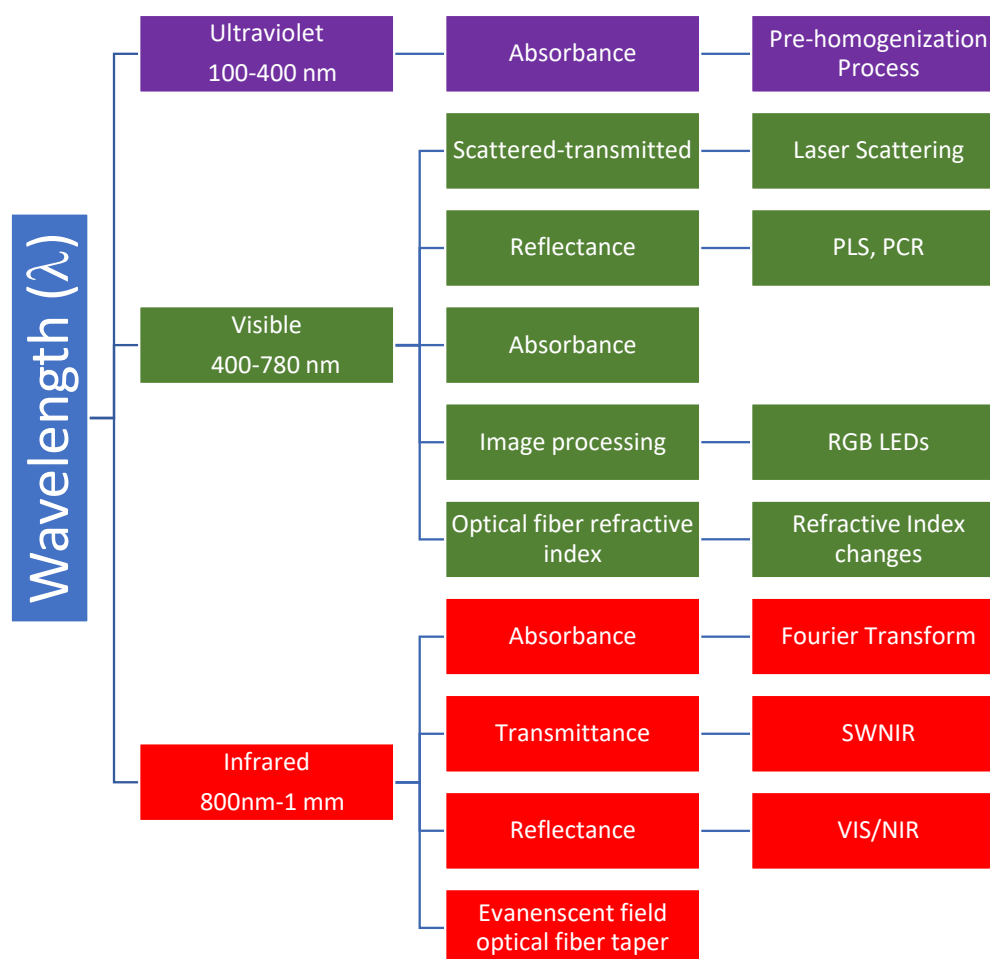 Wavelength (λ)
Ultraviolet
100-400 nm
Absorbance
Pre-homogenization
Process
Visible
400-780 nm
Scattered-transmitted
Laser Scattering
Reflectance
PLS, PCR
Absorbance
Image processing
RGB LEDs
Optical fiber refractive
index
Refractive Index
changes
Infrared
800nm-1 mm
Absorbance
Fourier Transform
Transmittance
SWNIR
Reflectance
VIS/NIR
Evanenscent field
optical fiber taper